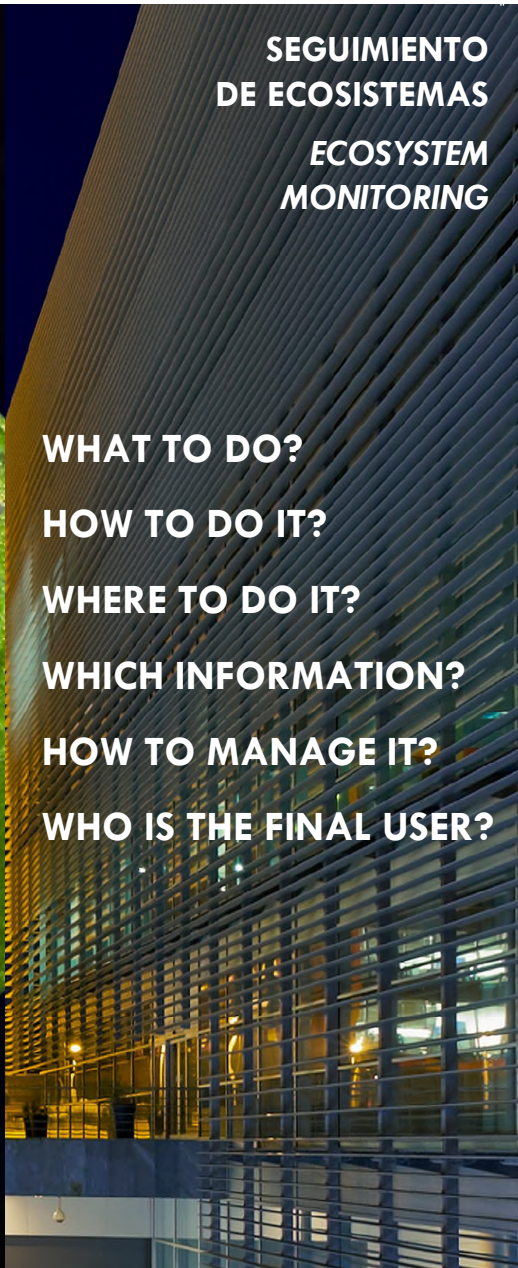 SEGUIMIENTO
DE ECOSISTEMAS
ECOSYSTEM
MONITORING
WHAT TO DO?
HOW TO DO IT?
WHERE TO DO IT?
WHICH INFORMATION?
HOW TO MANAGE IT?
WHO IS THE FINAL USER?